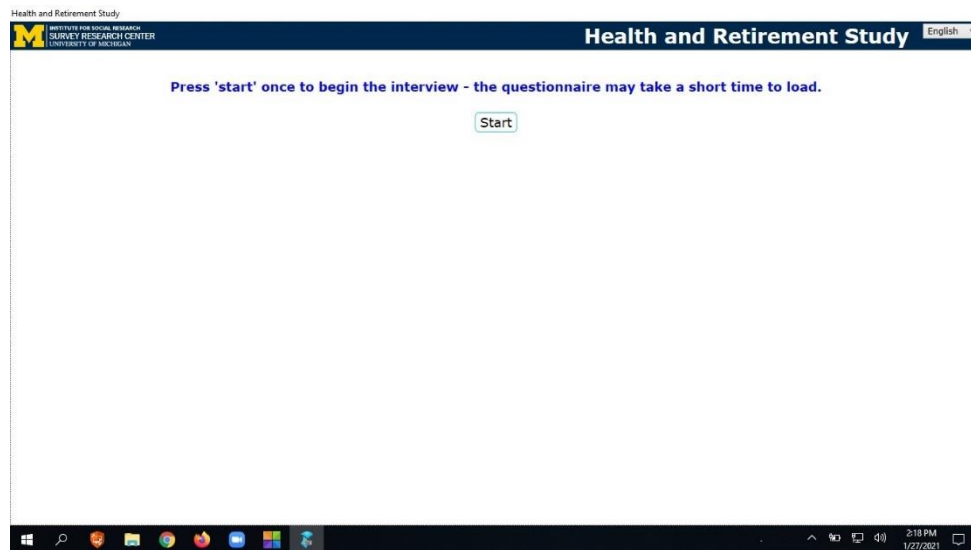 Health and Retirement Study
INSTITUTE FOR SOCIAL RESEARCH
SURVEY RESEARCH CENTER
UNIVERSITY OF MICHIGAN
Health and Retirement Study
English
Press 'start' once to begin the interview - the questionnaire may take a short time to load.
Start
2:18 PM
1/27/2021